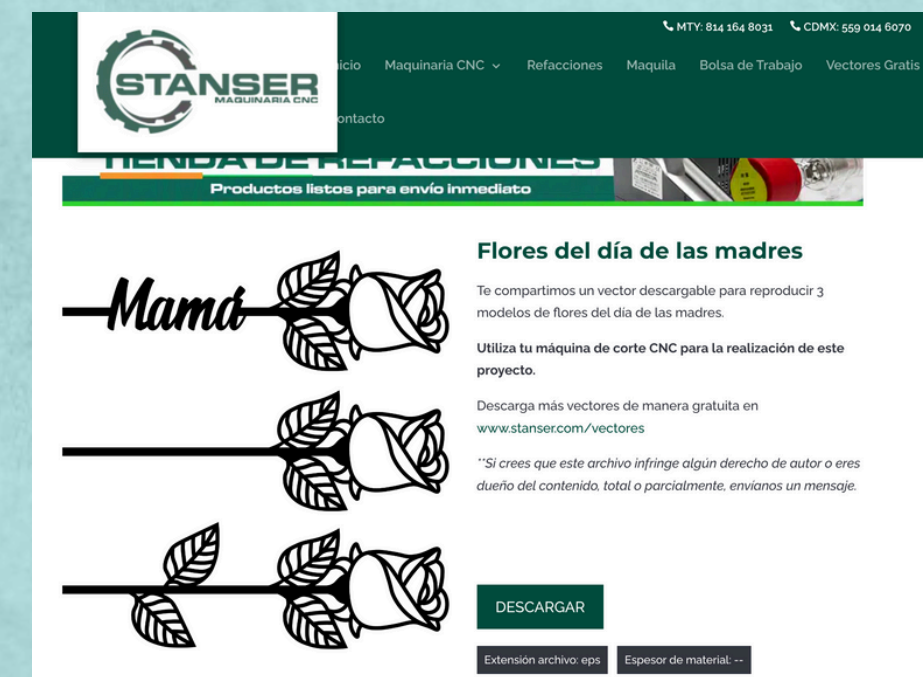 MTY: 814 164 8031 CDMX: 559 014 6070
STANSER
MAQUINARIA CNC
icio Maquinaria CNC Refacciones Maquila Bolsa de Trabajo Vectores Gratis
ontacto
TIENDA DE REFACCIONES
Productos listos para envío inmediato
Flores del día de las madres
Te compartimos un vector descargable para reproducir 3
modelos de flores del día de las madres.
Utiliza tu máquina de corte CNC para la realización de este
proyecto.
Descarga más vectores de manera gratuita en
www.stanser.com/vectores
**Si crees que este archivo infringe algún derecho de autor o eres
dueño del contenido, total o parcialmente, envíanos un mensaje.
Mamá
DESCARGAR
Extensión archivo: eps Espesor de material: --